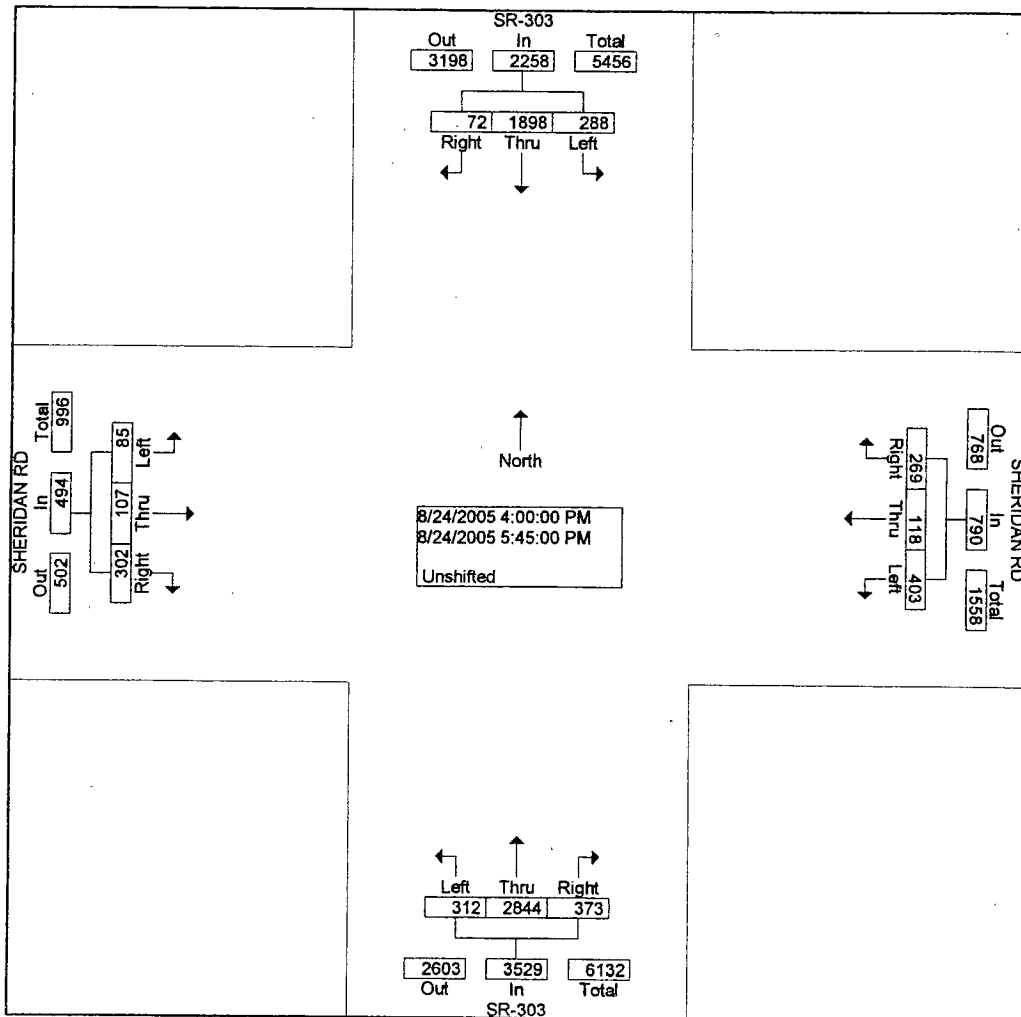 SR-303
Out In Total
3198 2258 5456
72 1898 288
Right Thru Left
SHERIDAN RD
Total In Out
996 494 502
85 107 302
Left Thru Right
North
8/24/2005 4:00:00 PM
8/24/2005 5:45:00 PM
Unshifted
Right Thru Left
269 118 403
Out In Total
768 790 1558
SHERIDAN RD
Left Thru Right
312 2844 373
2603 3529 6132
Out In Total
SR-303